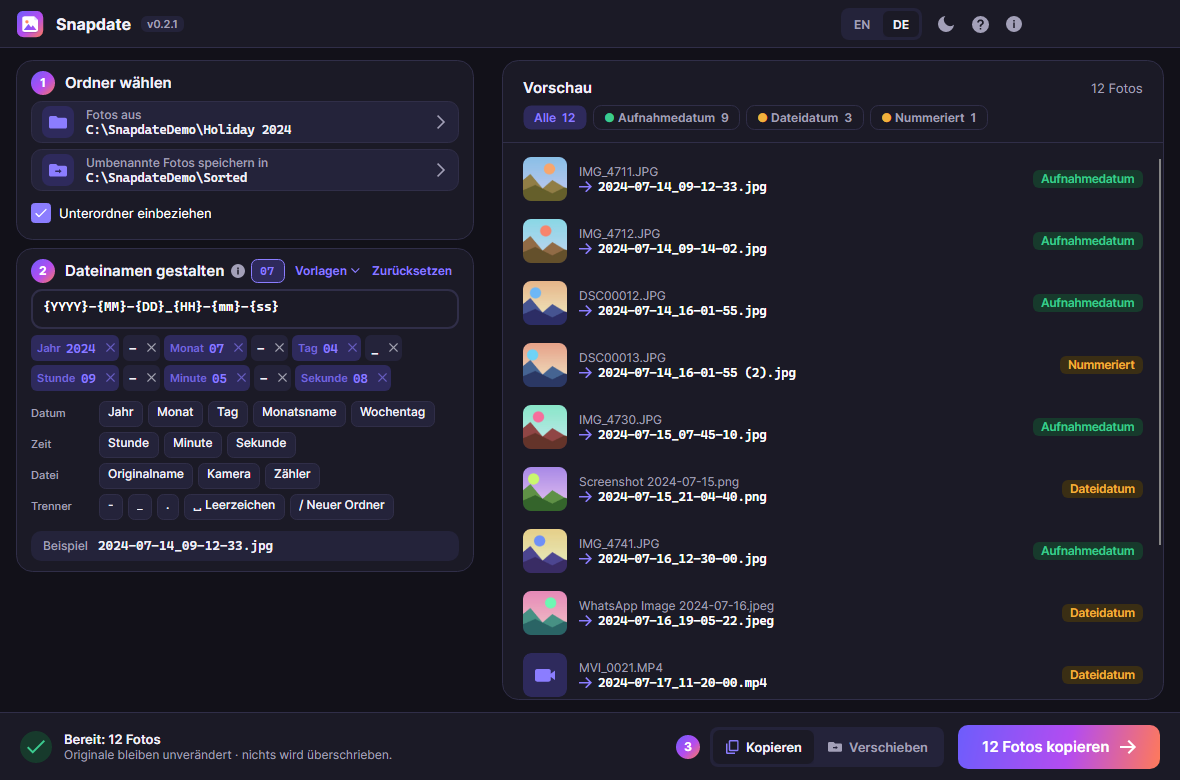 Snapdate v0.2.1
EN DE
1 Ordner wählen
Fotos aus
C:\SnapdateDemo\Holiday 2024
Umbenannte Fotos speichern in
C:\SnapdateDemo\Sorted
Unterordner einbeziehen
2 Dateinamen gestalten 07 Vorlagen Zurücksetzen
{YYYY}-{MM}-{DD}_{HH}-{mm}-{ss}
Jahr 2024 × - × Monat 07 × - × Tag 04 × _ ×
Stunde 09 × - × Minute 05 × - × Sekunde 08 ×
Datum Jahr Monat Tag Monatsname Wochentag
Zeit Stunde Minute Sekunde
Datei Originalname Kamera Zähler
Trenner - _ . ␣ Leerzeichen / Neuer Ordner
Beispiel 2024-07-14_09-12-33.jpg
Vorschau 12 Fotos
Alle 12 Aufnahmedatum 9 Dateidatum 3 Nummeriert 1
IMG_4711.JPG
→ 2024-07-14_09-12-33.jpg Aufnahmedatum
IMG_4712.JPG
→ 2024-07-14_09-14-02.jpg Aufnahmedatum
DSC00012.JPG
→ 2024-07-14_16-01-55.jpg Aufnahmedatum
DSC00013.JPG
→ 2024-07-14_16-01-55 (2).jpg Nummeriert
IMG_4730.JPG
→ 2024-07-15_07-45-10.jpg Aufnahmedatum
Screenshot 2024-07-15.png
→ 2024-07-15_21-04-40.png Dateidatum
IMG_4741.JPG
→ 2024-07-16_12-30-00.jpg Aufnahmedatum
WhatsApp Image 2024-07-16.jpeg
→ 2024-07-16_19-05-22.jpeg Dateidatum
MVI_0021.MP4
→ 2024-07-17_11-20-00.mp4 Dateidatum
Bereit: 12 Fotos
Originale bleiben unverändert · nichts wird überschrieben.
3 Kopieren Verschieben 12 Fotos kopieren →